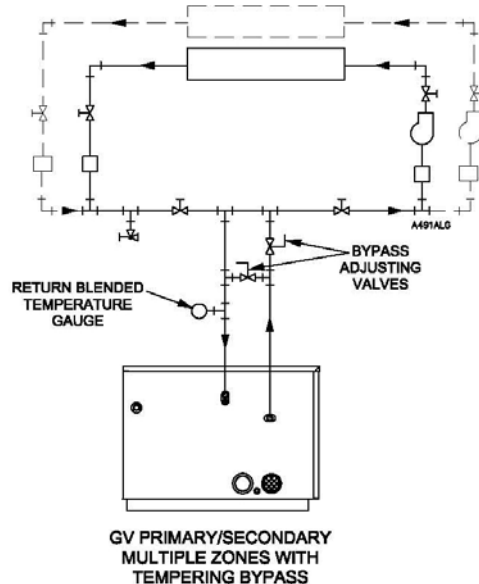 A491ALG
BYPASS
ADJUSTING
VALVES
RETURN BLENDED
TEMPERATURE
GAUGE
GV PRIMARY/SECONDARY
MULTIPLE ZONES WITH
TEMPERING BYPASS